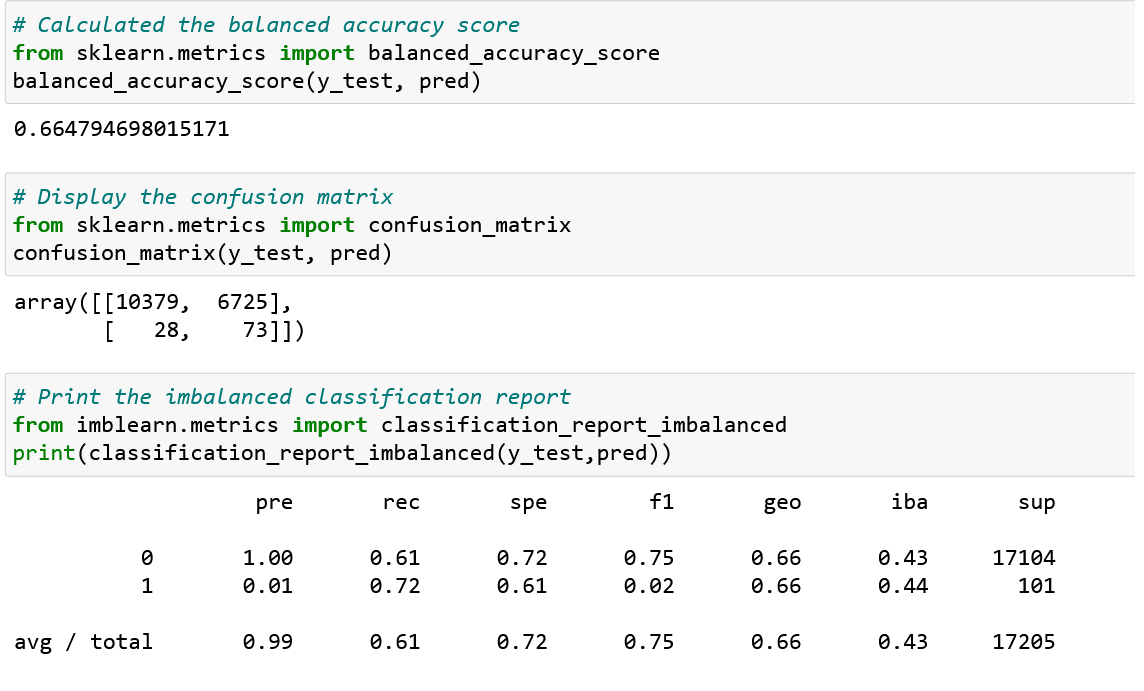 # Calculated the balanced accuracy score
from sklearn.metrics import balanced_accuracy_score
balanced_accuracy_score(y_test, pred)
0.664794698015171
# Display the confusion matrix
from sklearn.metrics import confusion_matrix
confusion_matrix(y_test, pred)
array([[10379,  6725],
       [   28,    73]])
# Print the imbalanced classification report
from imblearn.metrics import classification_report_imbalanced
print(classification_report_imbalanced(y_test,pred))
                   pre       rec       spe        f1       geo       iba       sup
          0       1.00      0.61      0.72      0.75      0.66      0.43     17104
          1       0.01      0.72      0.61      0.02      0.66      0.44       101
avg / total       0.99      0.61      0.72      0.75      0.66      0.43     17205